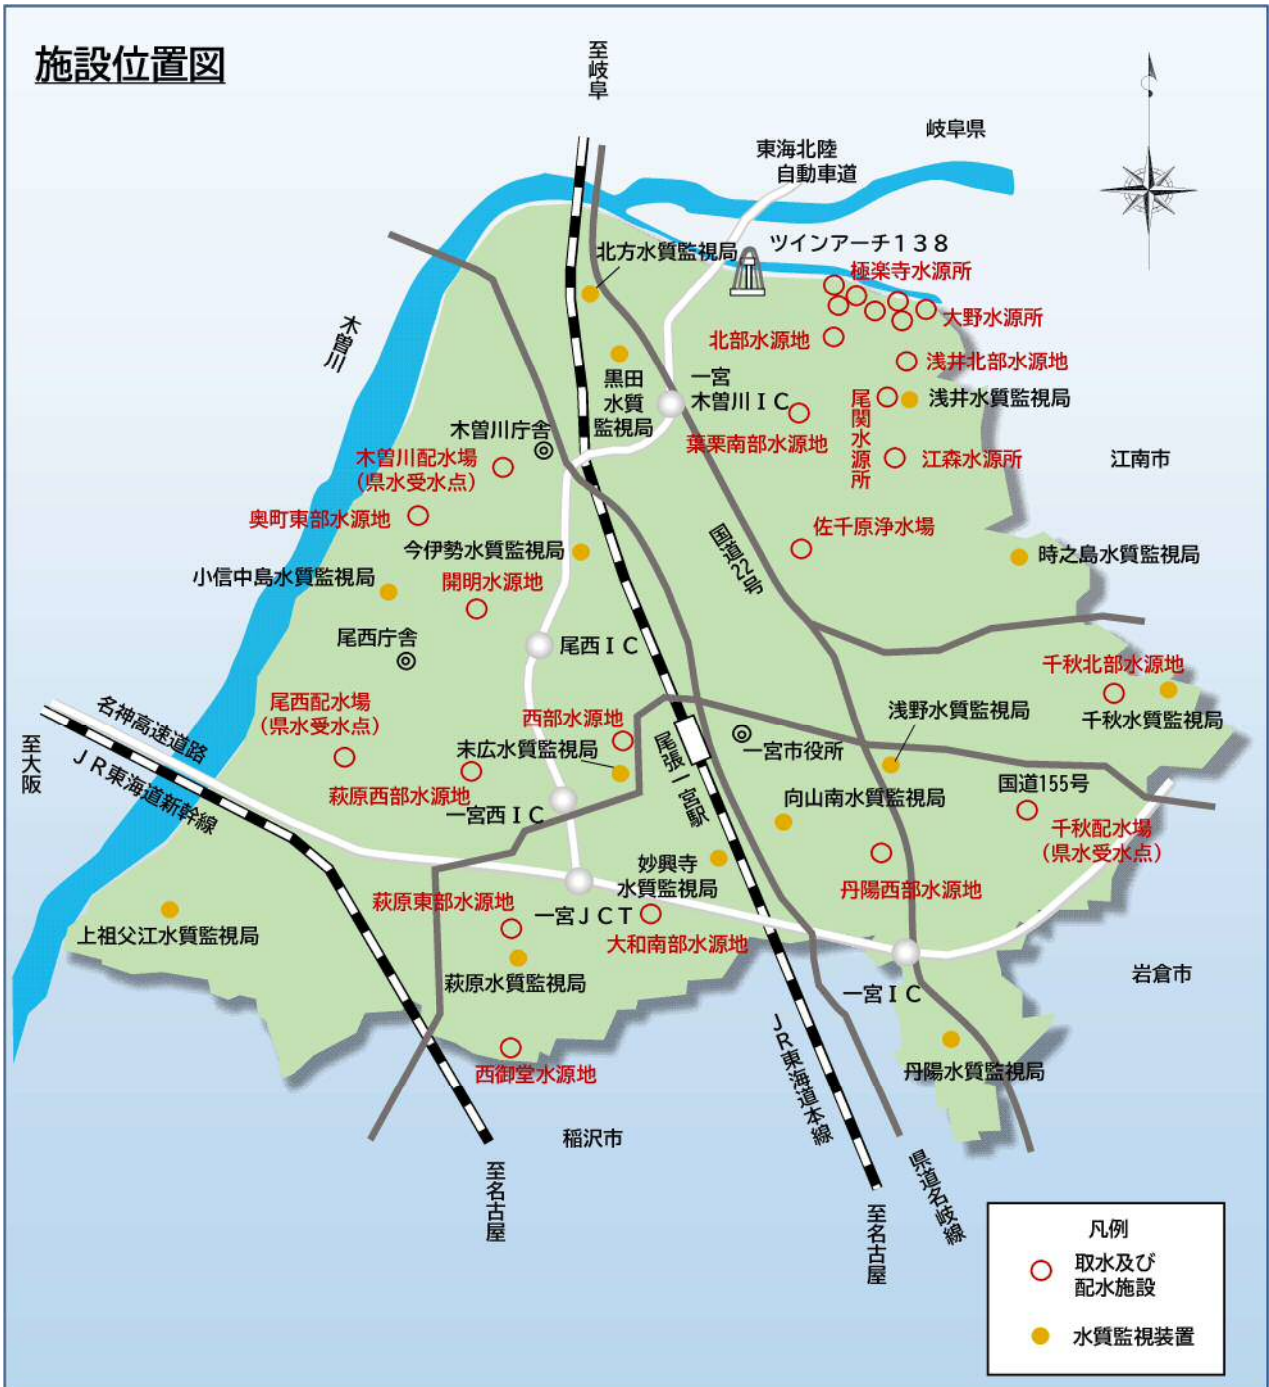 施設位置図
至岐阜
岐阜県
東海北陸
自動車道
ツインアーチ138
北方水質監視局
極楽寺水源所
大野水源所
木曽川
北部水源地
浅井北部水源地
黒田
水質
監視局
一宮
木曽川IC
尾関水源所
浅井水質監視局
木曽川庁舎
葉栗南部水源地
木曽川配水場
(県水受水点)
江森水源所
江南市
奥町東部水源地
佐千原浄水場
国道22号
今伊勢水質監視局
時之島水質監視局
小信中島水質監視局
開明水源地
尾西庁舎
尾西IC
千秋北部水源地
尾西配水場
(県水受水点)
西部水源地
浅野水質監視局
千秋水質監視局
名神高速道路
至大阪
JR東海道新幹線
末広水質監視局
尾張一宮駅
一宮市役所
国道155号
萩原西部水源地
一宮西IC
向山南水質監視局
千秋配水場
(県水受水点)
妙興寺
水質監視局
丹陽西部水源地
萩原東部水源地
一宮JCT
上祖父江水質監視局
大和南部水源地
萩原水質監視局
岩倉市
一宮IC
西御堂水源地
丹陽水質監視局
JR東海道本線
稲沢市
県道名岐線
至名古屋
至名古屋
凡例
取水及び
配水施設
水質監視装置